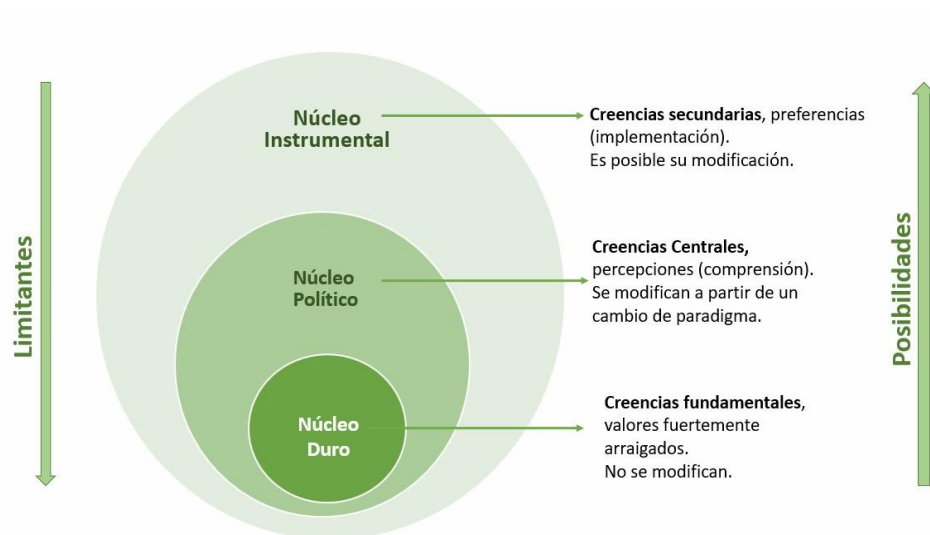 Limitantes
Núcleo
Instrumental
Creencias secundarias, preferencias
(implementación).
Es posible su modificación.
Núcleo
Político
Creencias Centrales,
percepciones (comprensión).
Se modifican a partir de un
cambio de paradigma.
Núcleo
Duro
Creencias fundamentales,
valores fuertemente
arraigados.
No se modifican.
Posibilidades